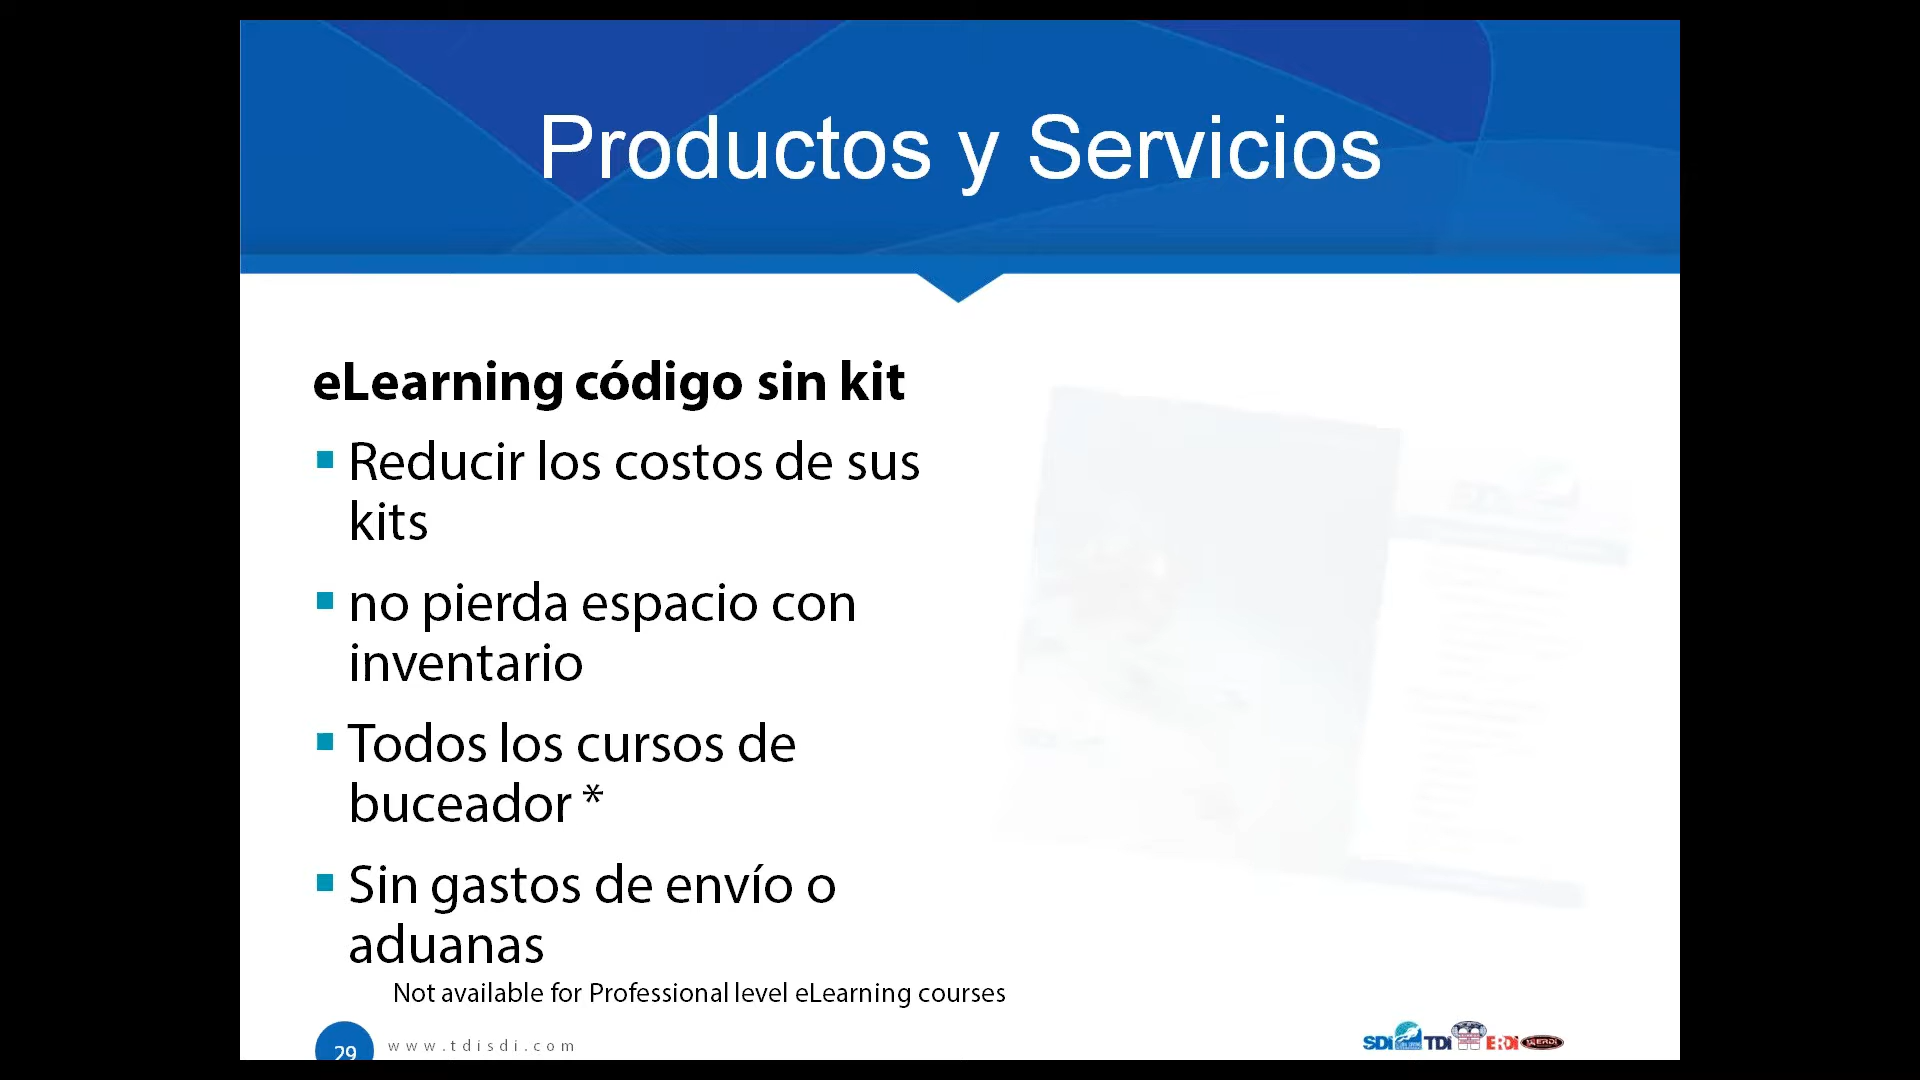 Productos y Servicios
eLearning código sin kit
Reducir los costos de sus
kits
no pierda espacio con
inventario
Todos los cursos de
buceador *
Sin gastos de envío o
aduanas
Not available for Professional level eLearning courses
29
www.tdisdi.com
SDI TDI ERDI ERDI